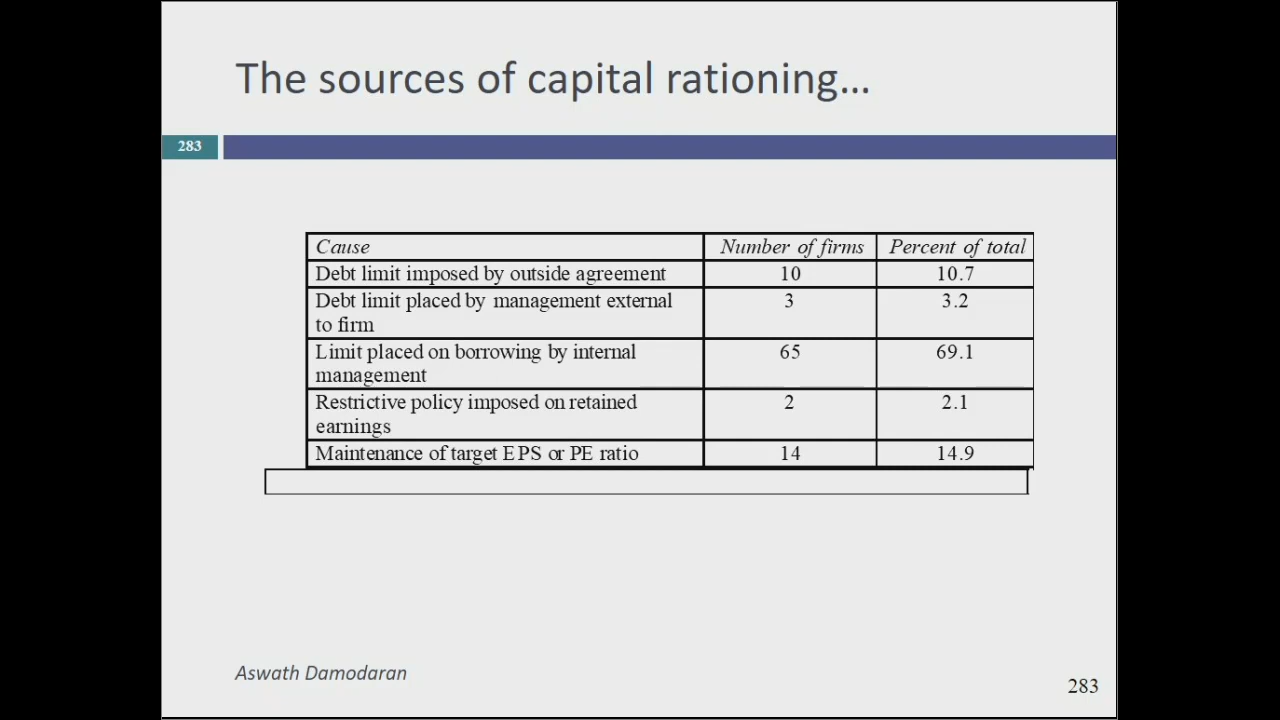 The sources of capital rationing...
283
Cause Number of firms Percent of total
Debt limit imposed by outside agreement 10 10.7
Debt limit placed by management external 3 3.2
to firm
Limit placed on borrowing by internal 65 69.1
management
Restrictive policy imposed on retained 2 2.1
earnings
Maintenance of target EPS or PE ratio 14 14.9
Aswath Damodaran
283